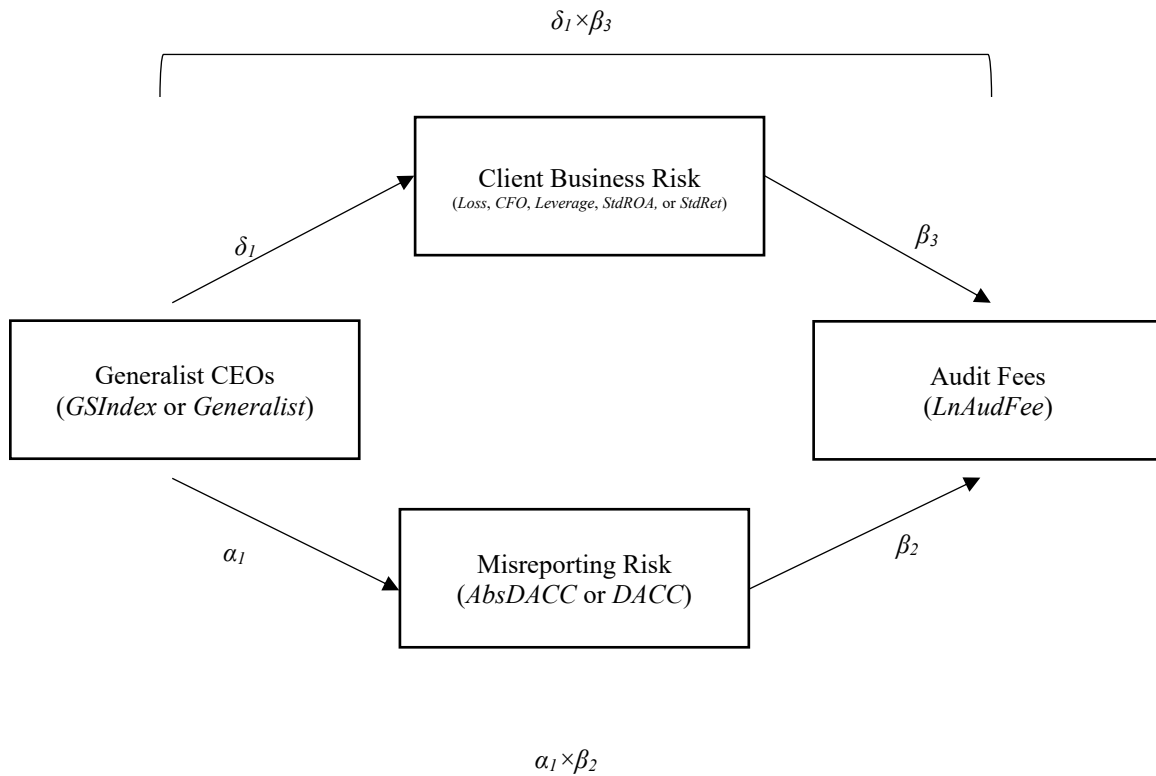 δ1×β3
Client Business Risk
(Loss, CFO, Leverage, StdROA, or StdRet)
δ1
β3
Generalist CEOs
(GSIndex or Generalist)
Audit Fees
(LnAudFee)
α1
β2
Misreporting Risk
(AbsDACC or DACC)
α1×β2